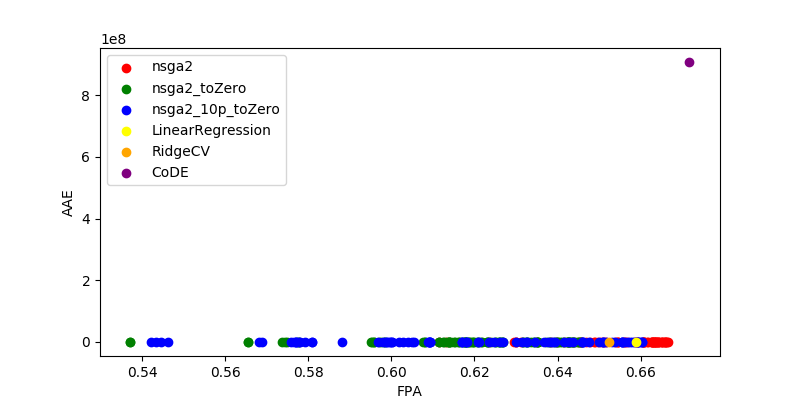 1e8
nsga2
nsga2_toZero
nsga2_10p_toZero
LinearRegression
RidgeCV
CoDE
8
6
4
2
0
AAE
0.54 0.56 0.58 0.60 0.62 0.64 0.66
FPA